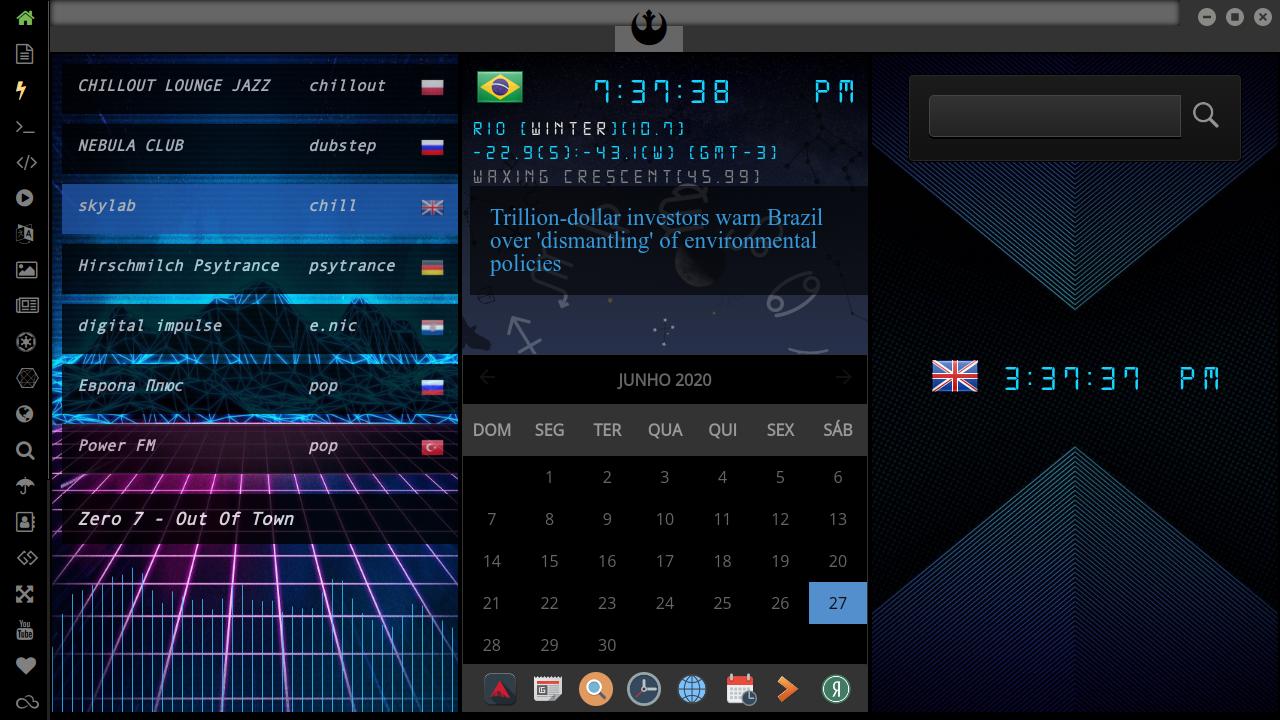 CHILLOUT LOUNGE JAZZ chillout
NEBULA CLUB dubstep
skylab chill
Hirschmilch Psytrance psytrance
digital impulse e.nic
Европа Плюс pop
Power FM pop
Zero 7 - Out Of Town
7:37:38 PM
RIO [WINTER][10.7]
-22.9(S):-43.1(W) [GMT-3]
WAXING CRESCENT[45.99]
Trillion-dollar investors warn Brazil
over 'dismantling' of environmental
policies
JUNHO 2020
DOM SEG TER QUA QUI SEX SÁB
1 2 3 4 5 6
7 8 9 10 11 12 13
14 15 16 17 18 19 20
21 22 23 24 25 26 27
28 29 30
3:37:37 PM
You
Tube